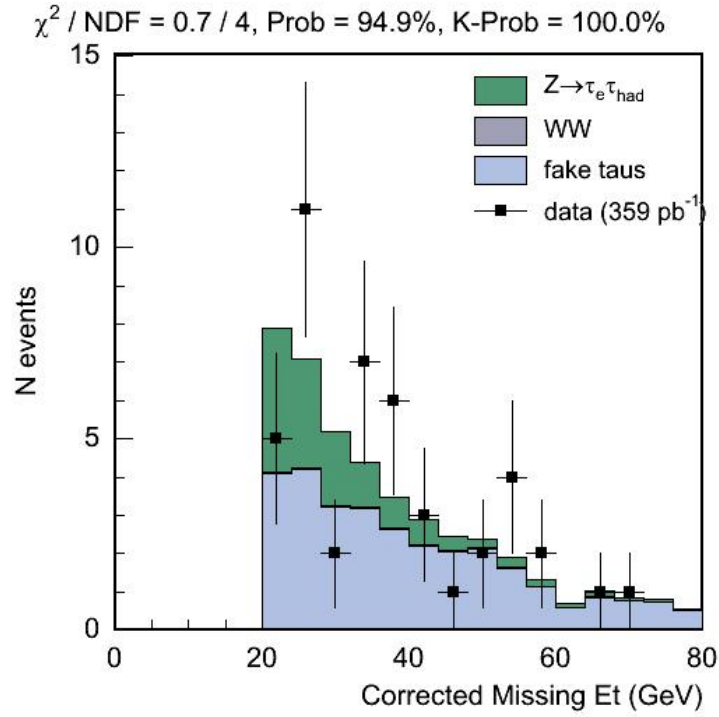 χ² / NDF = 0.7 / 4, Prob = 94.9%, K-Prob = 100.0%
15
10
5
0
N events
Z→τₑτ_had
WW
fake taus
data (359 pb⁻¹)
0 20 40 60 80
Corrected Missing Et (GeV)